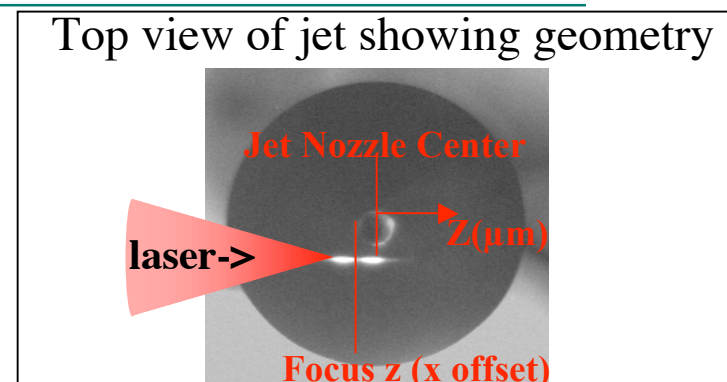 Top view of jet showing geometry
Jet Nozzle Center
Z(μm)
laser->
Focus z (x offset)